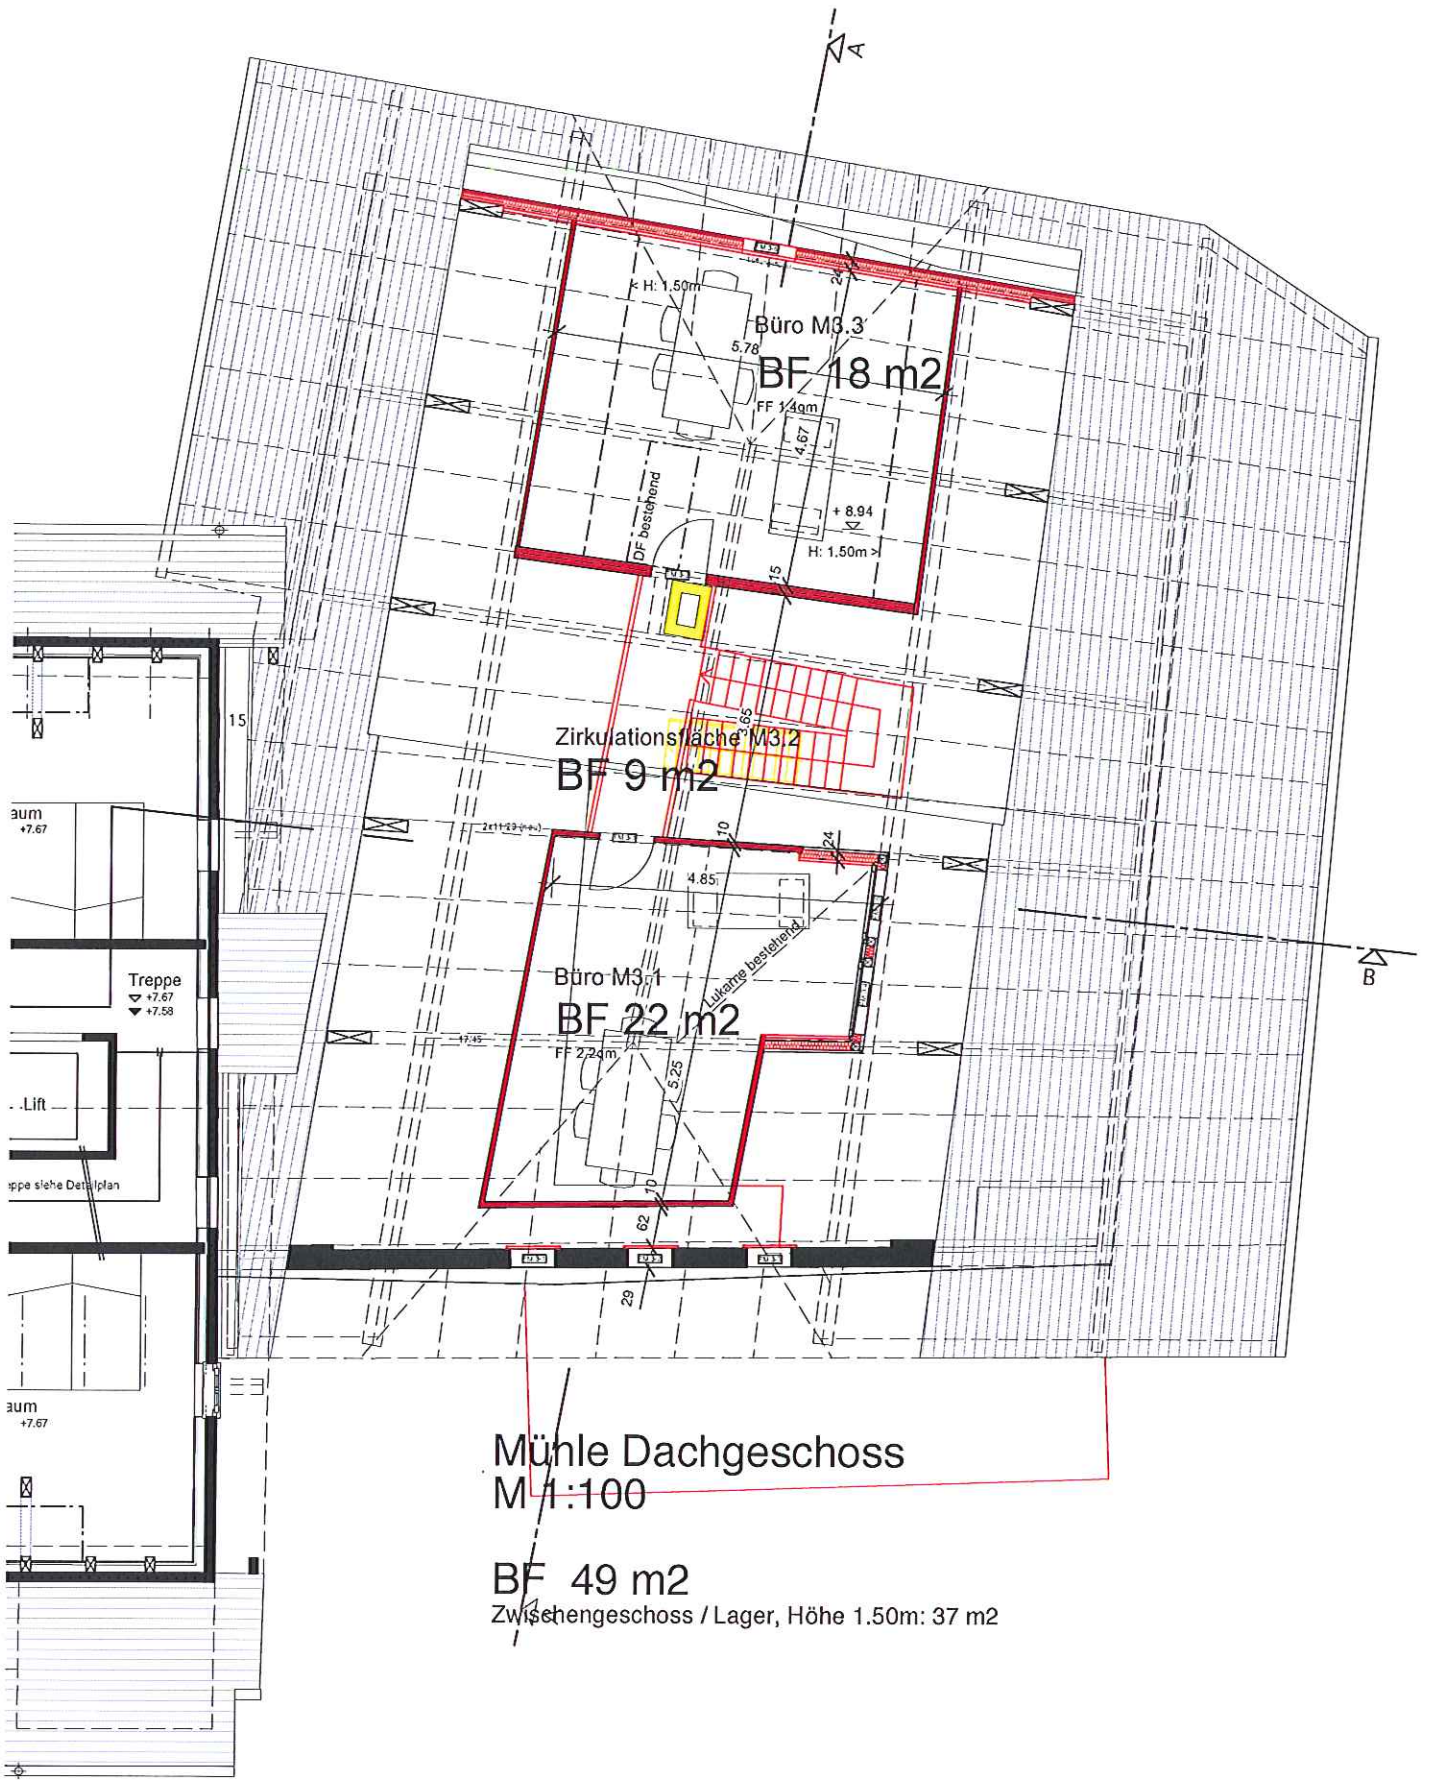 A
< H: 1.50m
24
Büro M3.3
5.78
BF 18 m2
FF 1.4qm
4.67
DF bestehend
+ 8.94
H: 1.50m >
15
15
3.65
Zirkulationsfläche M3.2
BF 9 m2
10
24
aum
+7.67
4.85
Lukarne bestehend
Büro M3.1
BF 22 m2
FF 2.2qm
5.25
B
Treppe
+7.67
+7.58
Lift
ppe siehe Detailplan
10
62
29
aum
+7.67
Mühle Dachgeschoss
M 1:100
BF 49 m2
Zwischengeschoss / Lager, Höhe 1.50m: 37 m2